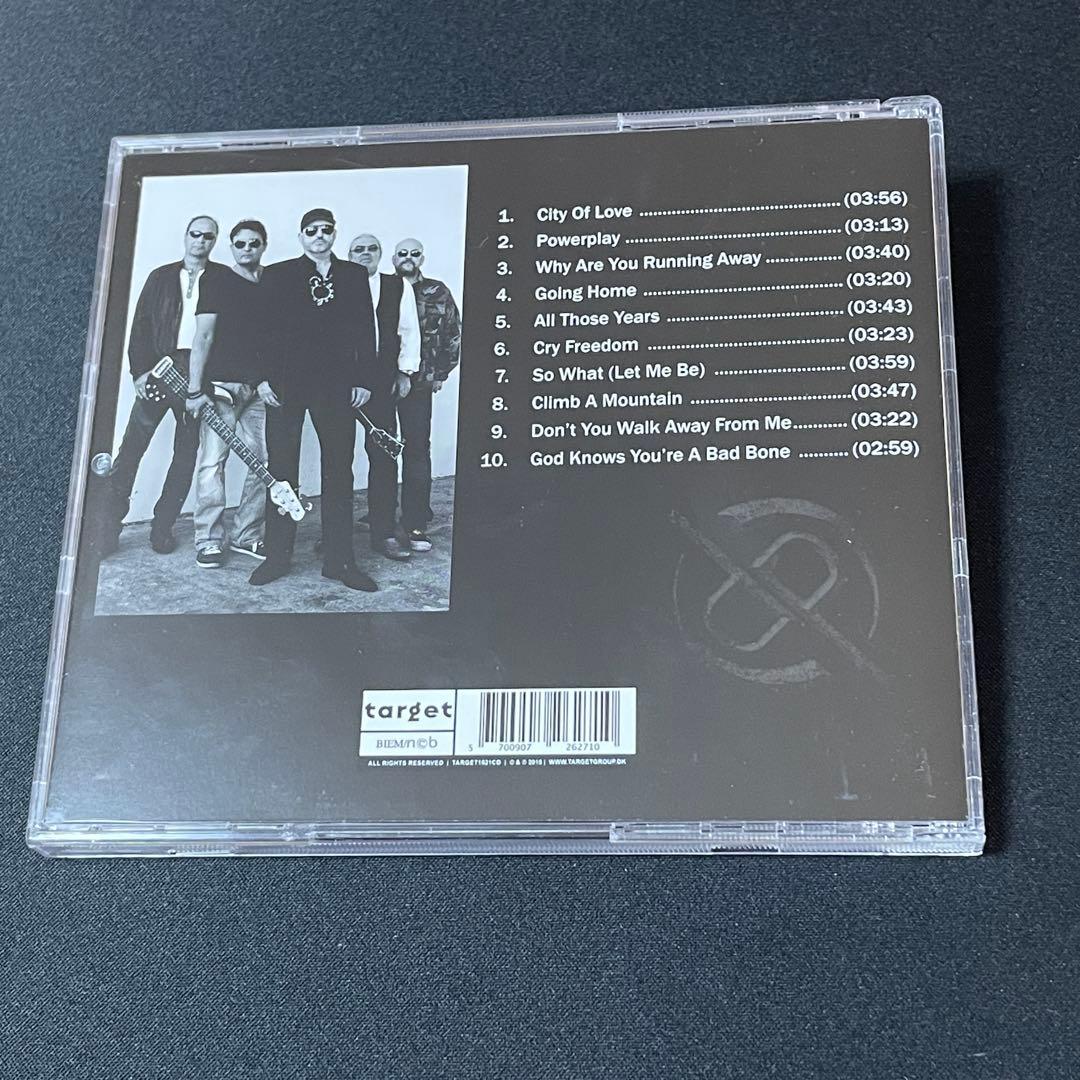 1. City Of Love ........................................... (03:56)
2. Powerplay .............................................. (03:13)
3. Why Are You Running Away ................ (03:40)
4. Going Home .......................................... (03:20)
5. All Those Years ..................................... (03:43)
6. Cry Freedom .......................................... (03:23)
7. So What (Let Me Be) ............................ (03:59)
8. Climb A Mountain ..................................(03:47)
9. Don't You Walk Away From Me............ (03:22)
10. God Knows You're A Bad Bone ........... (02:59)
target
BIEM/n©b
5 700907 262710
ALL RIGHTS RESERVED | TARGET1521CD | © & ℗ 2015 | WWW.TARGETGROUP.DK